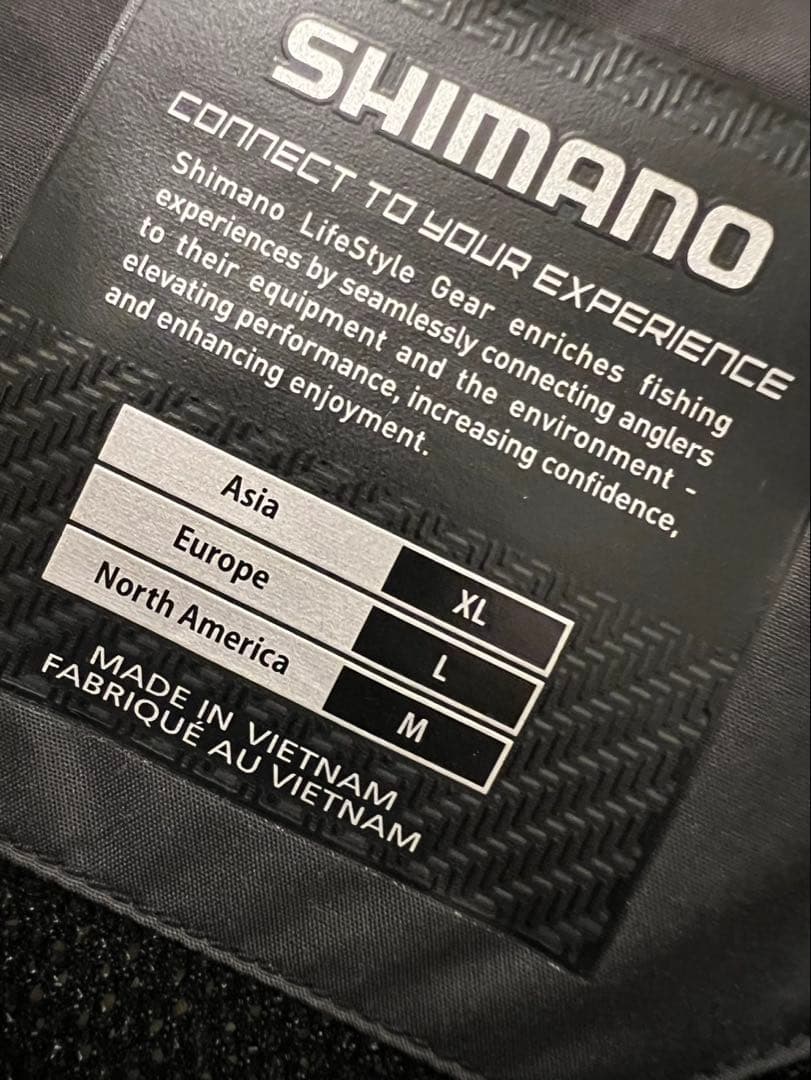 SHIMANO
CONNECT TO YOUR EXPERIENCE
Shimano LifeStyle Gear enriches fishing
experiences by seamlessly connecting anglers
to their equipment and the environment -
elevating performance, increasing confidence,
and enhancing enjoyment.
Asia XL
Europe L
North America M
MADE IN VIETNAM
FABRIQUÉ AU VIETNAM